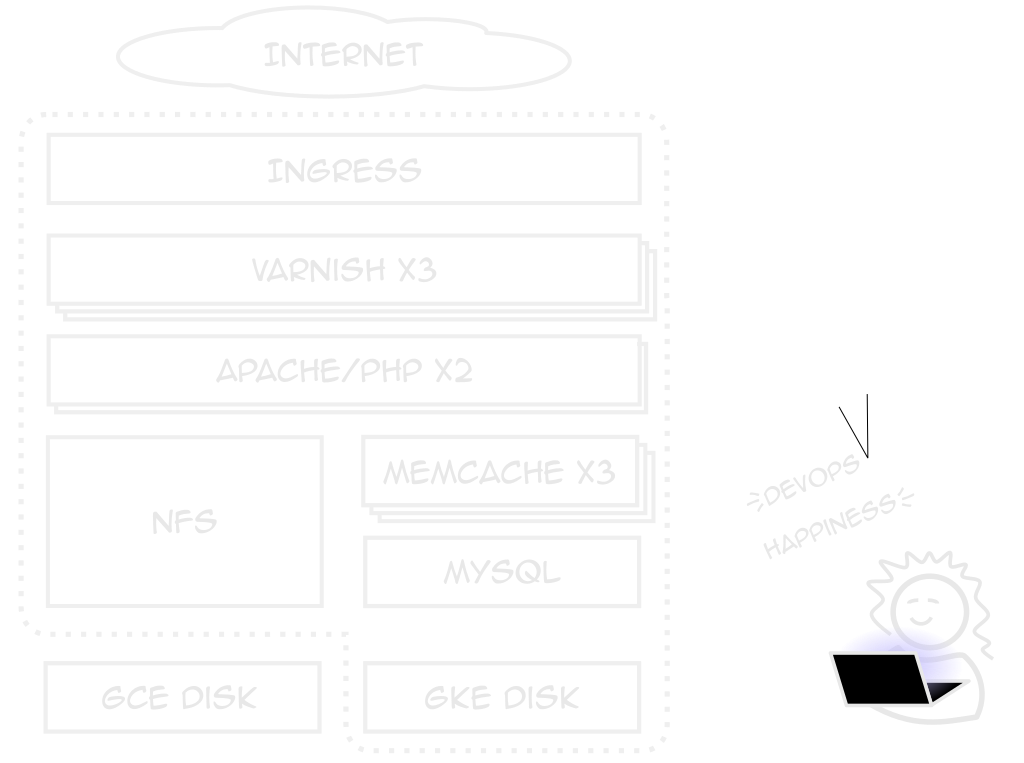 INTERNET
INGRESS
VARNISH X3
APACHE/PHP X2
NFS
MEMCACHE X3
MYSQL
GCE DISK
GKE DISK
DEVOPS
HAPPINESS